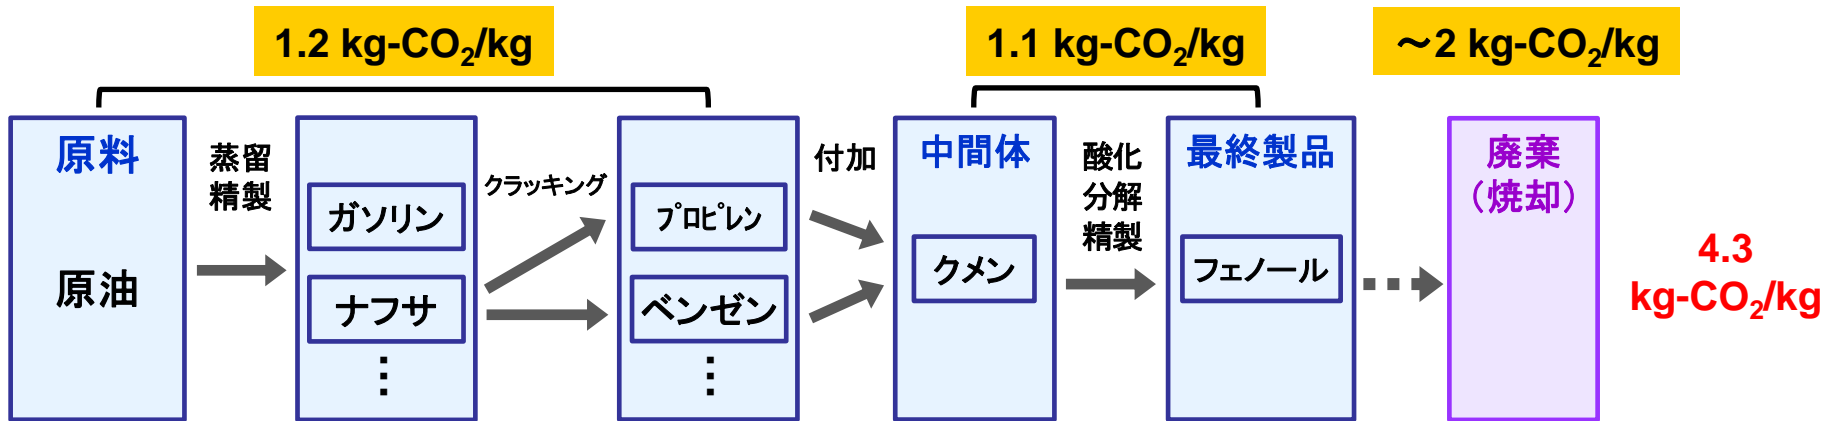 1.2 kg-CO₂/kg
1.1 kg-CO₂/kg
～2 kg-CO₂/kg
原料
原油
蒸留
精製
ガソリン
ナフサ
⋮
クラッキング
プロピレン
ベンゼン
⋮
付加
中間体
クメン
酸化
分解
精製
最終製品
フェノール
廃棄
（焼却）
4.3
kg-CO₂/kg